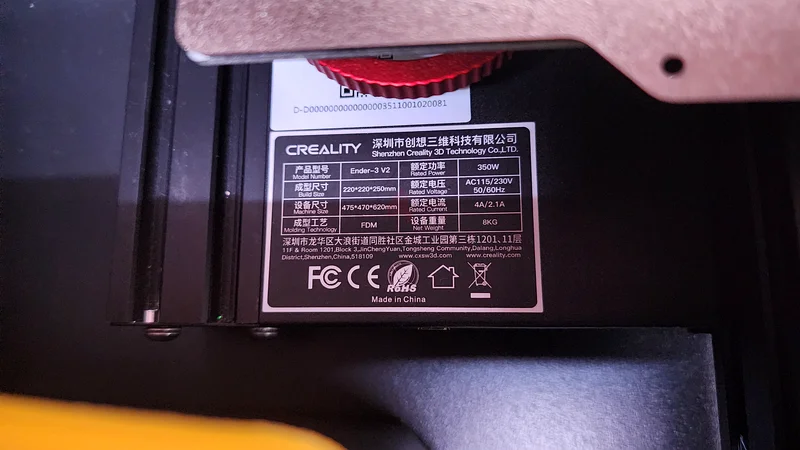 D-D0000000000000003511001020081
CREALITY
深圳市创想三维科技有限公司
Shenzhen Creality 3D Technology Co.,LTD.
产品型号 Model Number Ender-3 V2 额定功率 Rated Power 350W
成型尺寸 Build Size 220*220*250mm 额定电压 Rated Voltage AC115/230V 50/60Hz
设备尺寸 Machine Size 475*470*620mm 额定电流 Rated Current 4A/2.1A
成型工艺 Molding Technology FDM 设备重量 Net Weight 8KG
深圳市龙华区大浪街道同胜社区金城工业园第三栋1201、11层
11F & Room 1201,Block 3,JinChengYuan,Tongsheng Community,Dalang,Longhua
District,Shenzhen,China,518109 www.cxsw3d.com www.creality.com
FC CE RoHS
Made in China